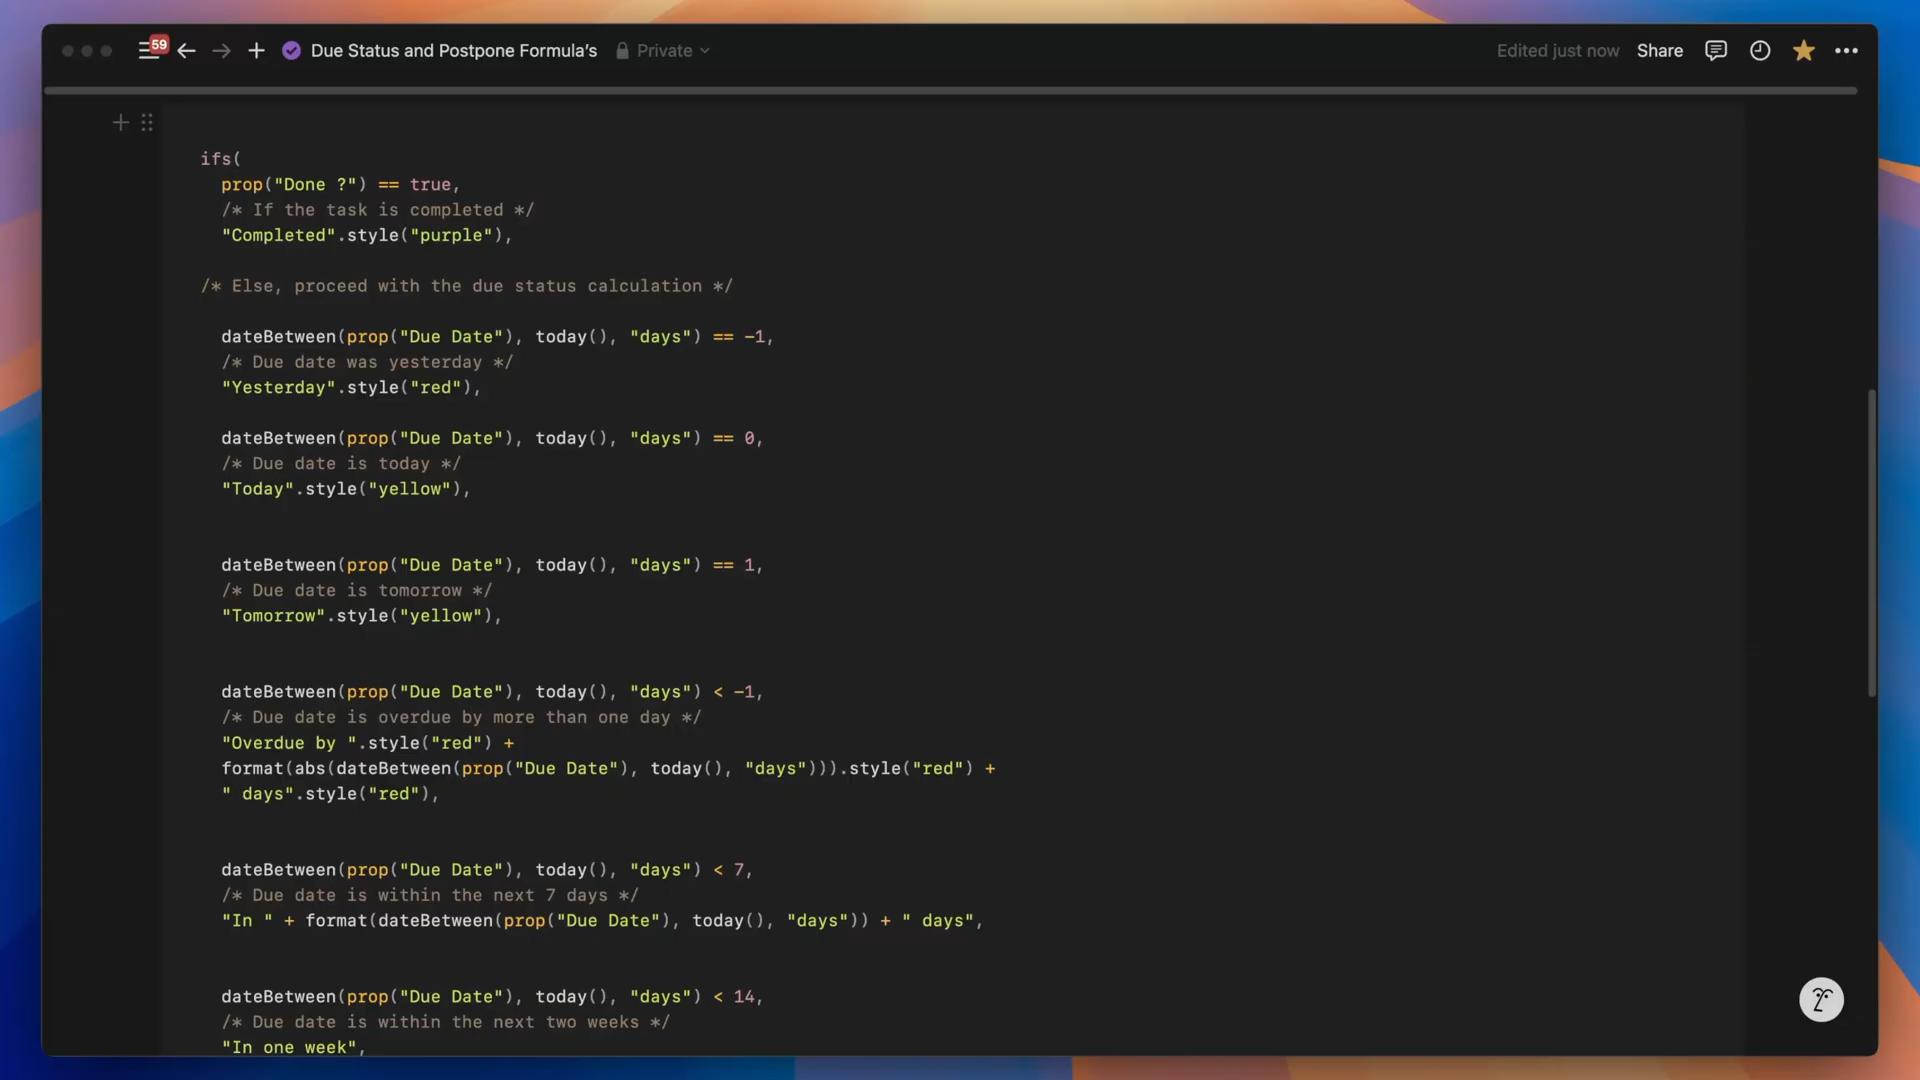 59
Due Status and Postpone Formula’s
Private
Edited just now
Share
ifs(
prop("Done ?") == true,
/* If the task is completed */
"Completed".style("purple"),
/* Else, proceed with the due status calculation */
dateBetween(prop("Due Date"), today(), "days") == -1,
/* Due date was yesterday */
"Yesterday".style("red"),
dateBetween(prop("Due Date"), today(), "days") == 0,
/* Due date is today */
"Today".style("yellow"),
dateBetween(prop("Due Date"), today(), "days") == 1,
/* Due date is tomorrow */
"Tomorrow".style("yellow"),
dateBetween(prop("Due Date"), today(), "days") < -1,
/* Due date is overdue by more than one day */
"Overdue by ".style("red") +
format(abs(dateBetween(prop("Due Date"), today(), "days"))).style("red") +
" days".style("red"),
dateBetween(prop("Due Date"), today(), "days") < 7,
/* Due date is within the next 7 days */
"In " + format(dateBetween(prop("Due Date"), today(), "days")) + " days",
dateBetween(prop("Due Date"), today(), "days") < 14,
/* Due date is within the next two weeks */
"In one week",